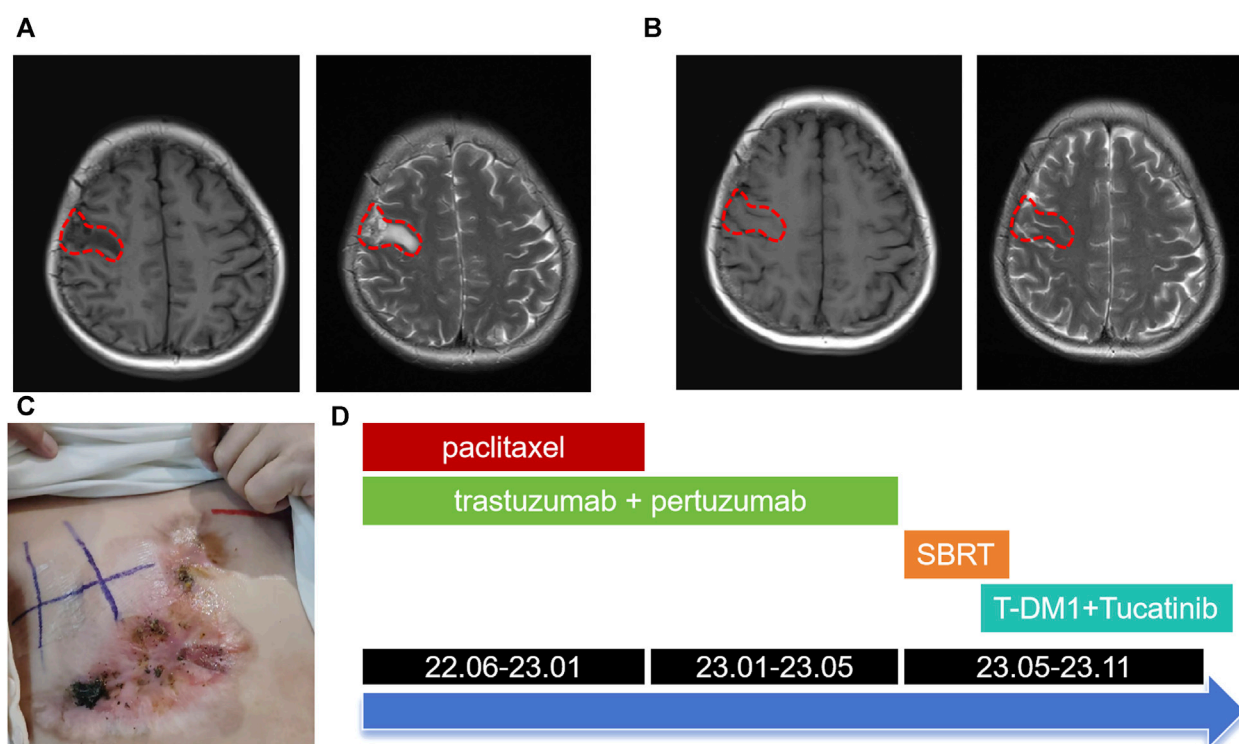 A
B
C
D
paclitaxel
trastuzumab + pertuzumab
SBRT
T-DM1+Tucatinib
22.06-23.01 23.01-23.05 23.05-23.11